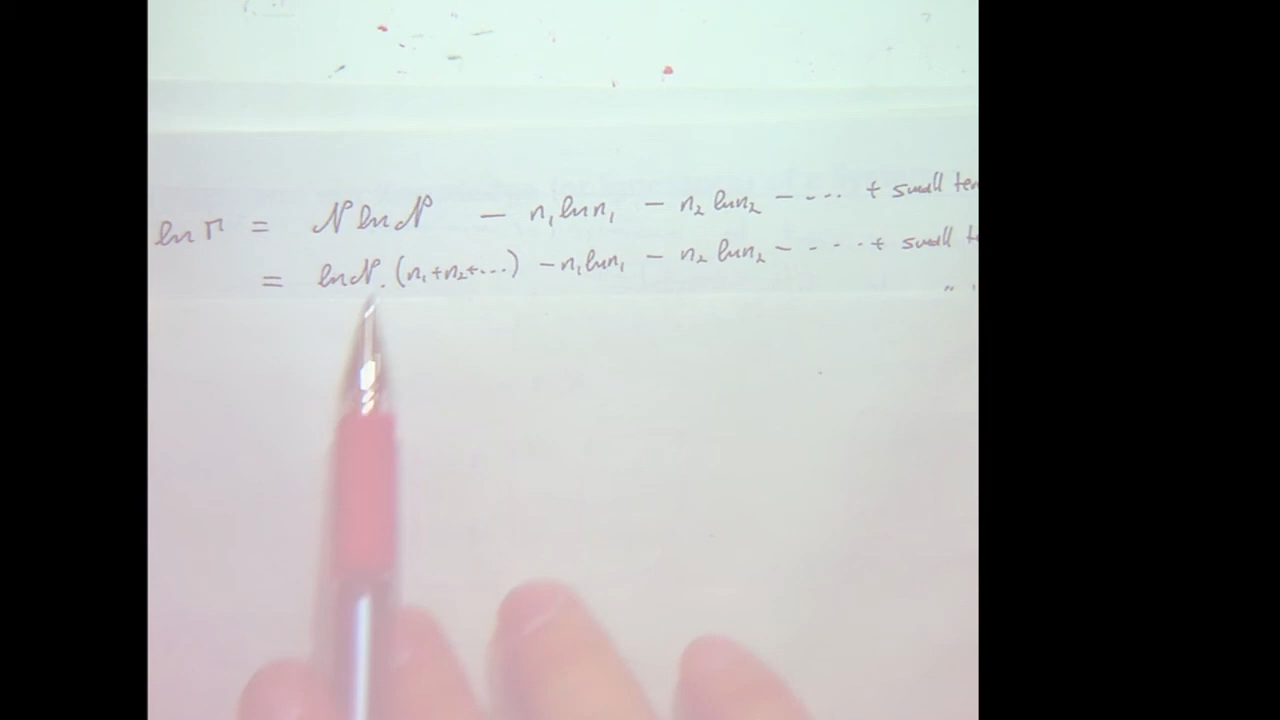 ln Γ = 𝒩 ln 𝒩 − n₁ ln n₁ − n₂ ln n₂ − ···· + small
= ln 𝒩 . (n₁+n₂+...) − n₁ ln n₁ − n₂ ln n₂ − ····· + small
" "